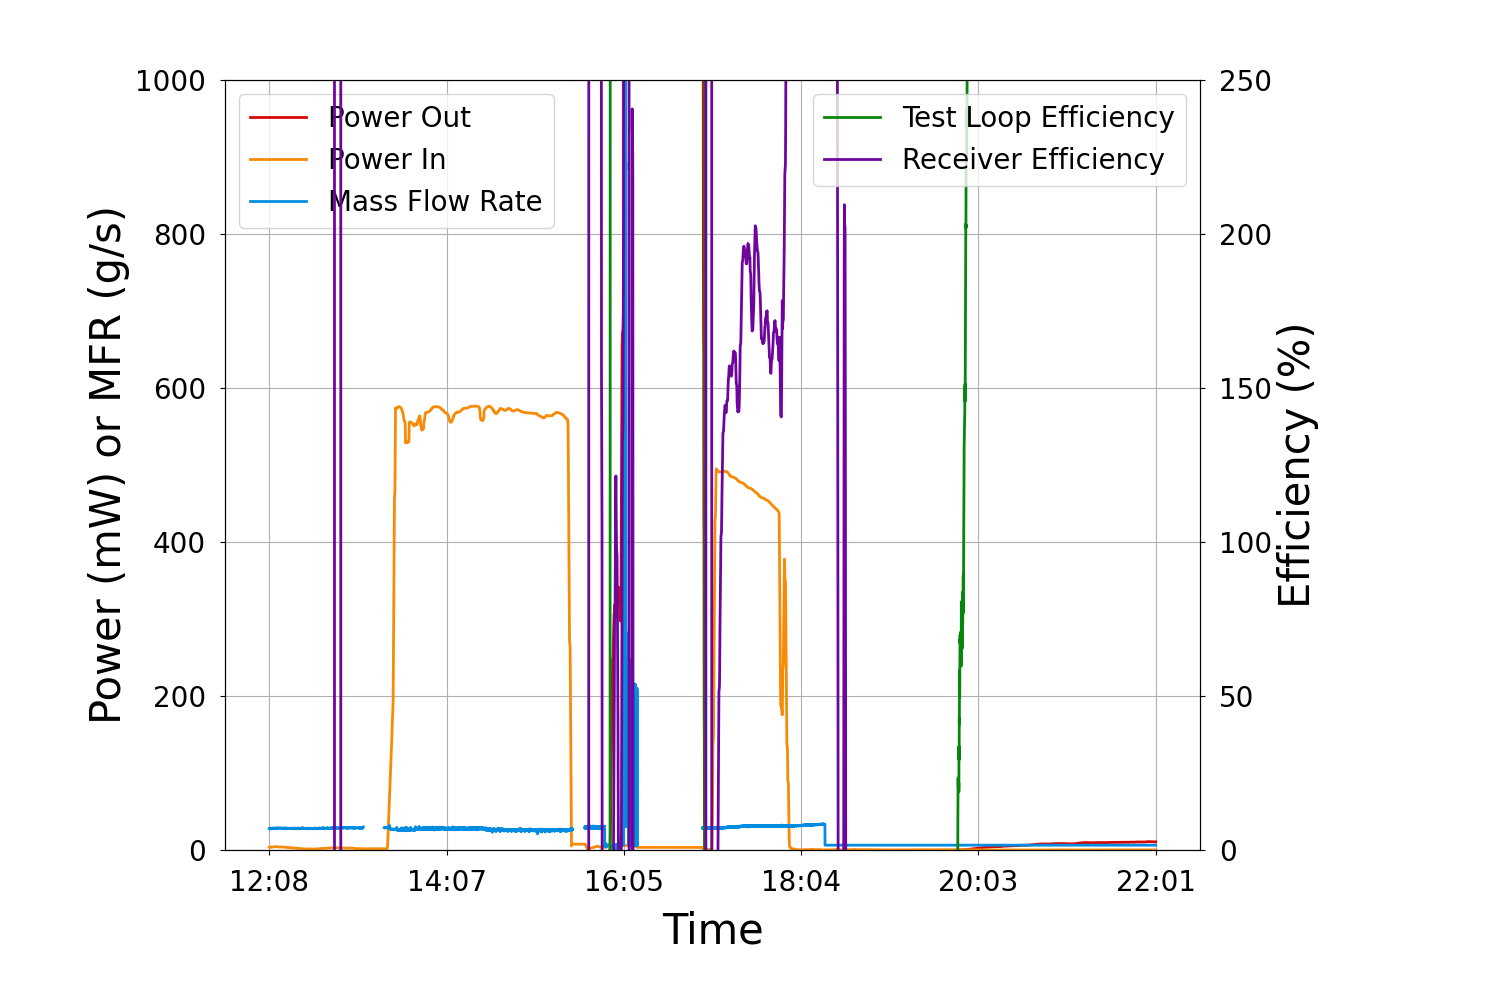 1000
800
600
400
200
0
Power (mW) or MFR (g/s)
Power Out
Power In
Mass Flow Rate
Test Loop Efficiency
Receiver Efficiency
250
200
150
100
50
0
Efficiency (%)
12:08 14:07 16:05 18:04 20:03 22:01
Time